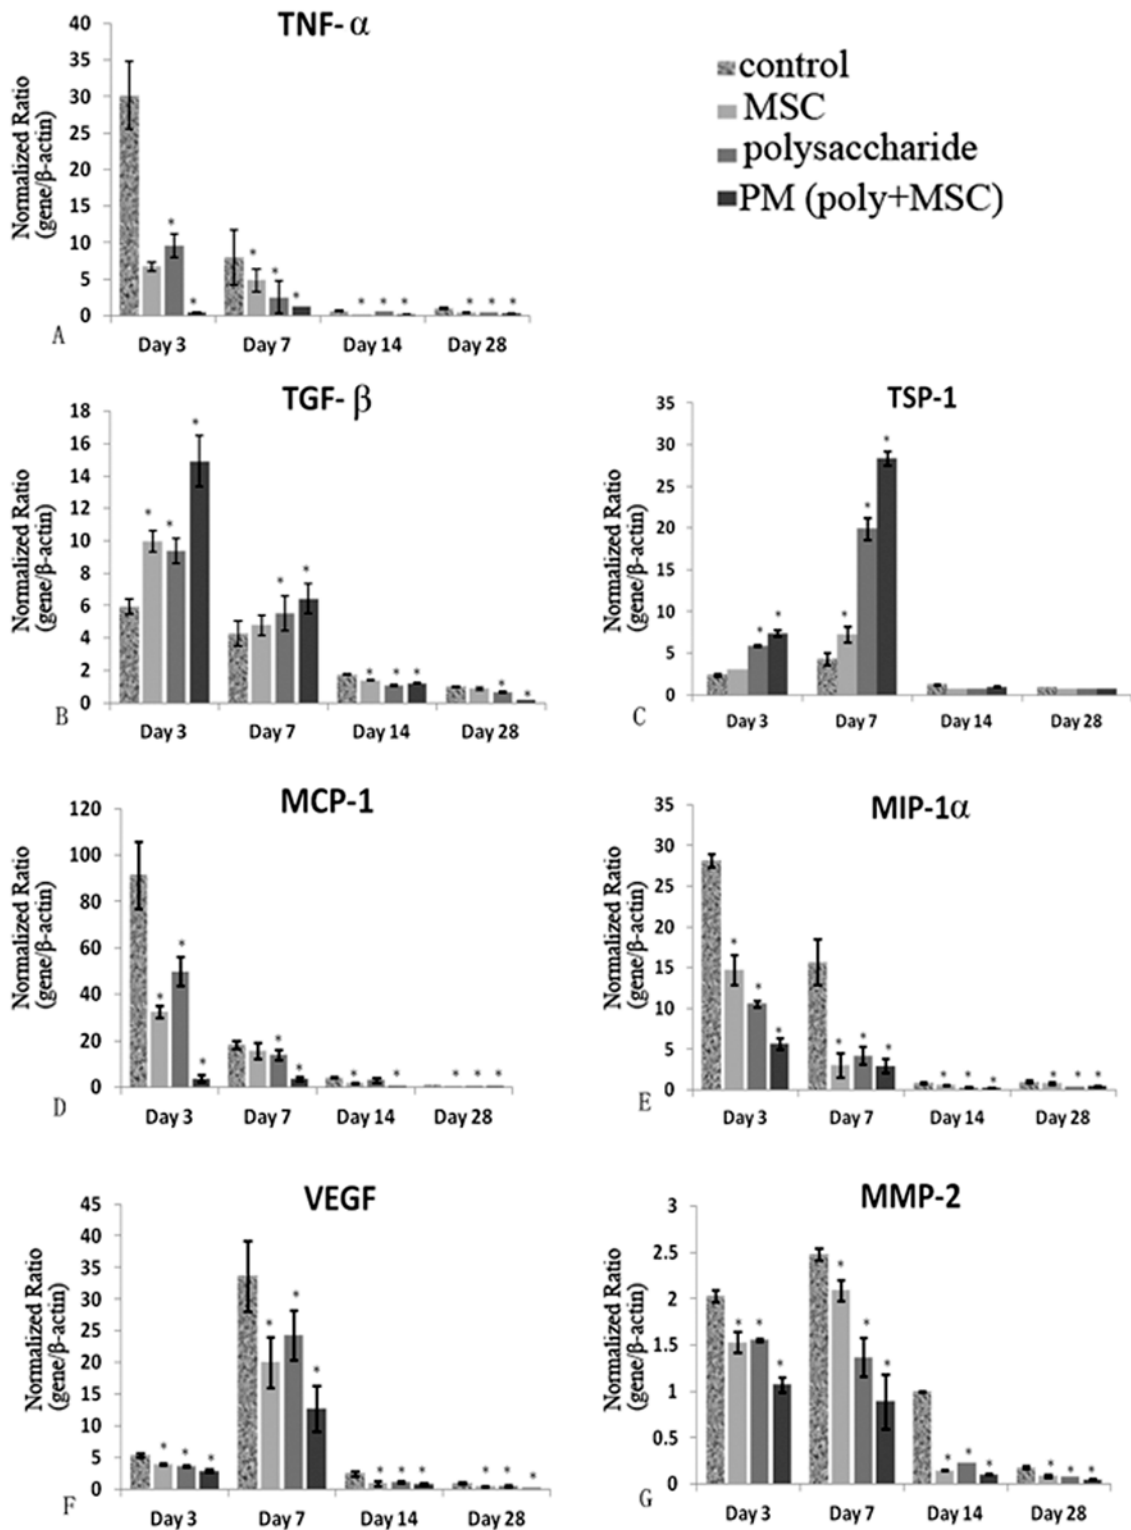 TNF- α
40
35
30
25
20
15
10
5
0
Normalized Ratio
(gene/β-actin)
* * * * * * * * * * *
Day 3 Day 7 Day 14 Day 28
A
control
MSC
polysaccharide
PM (poly+MSC)
TGF- β
18
16
14
12
10
8
6
4
2
0
Normalized Ratio
(gene/β-actin)
* * * * * * * * * *
Day 3 Day 7 Day 14 Day 28
B
TSP-1
35
30
25
20
15
10
5
0
Normalized Ratio
(gene/β-actin)
* * * * *
Day 3 Day 7 Day 14 Day 28
C
MCP-1
120
100
80
60
40
20
0
Normalized Ratio
(gene/β-actin)
* * * * * * * * * *
Day 3 Day 7 Day 14 Day 28
D
MIP-1α
35
30
25
20
15
10
5
0
Normalized Ratio
(gene/β-actin)
* * * * * * * * * * * *
Day 3 Day 7 Day 14 Day 28
E
VEGF
45
40
35
30
25
20
15
10
5
0
Normalized Ratio
(gene/β-actin)
* * * * * * * * * * * *
Day 3 Day 7 Day 14 Day 28
F
MMP-2
3
2.5
2
1.5
1
0.5
0
Normalized Ratio
(gene/β-actin)
* * * * * * * * * * * *
Day 3 Day 7 Day 14 Day 28
G